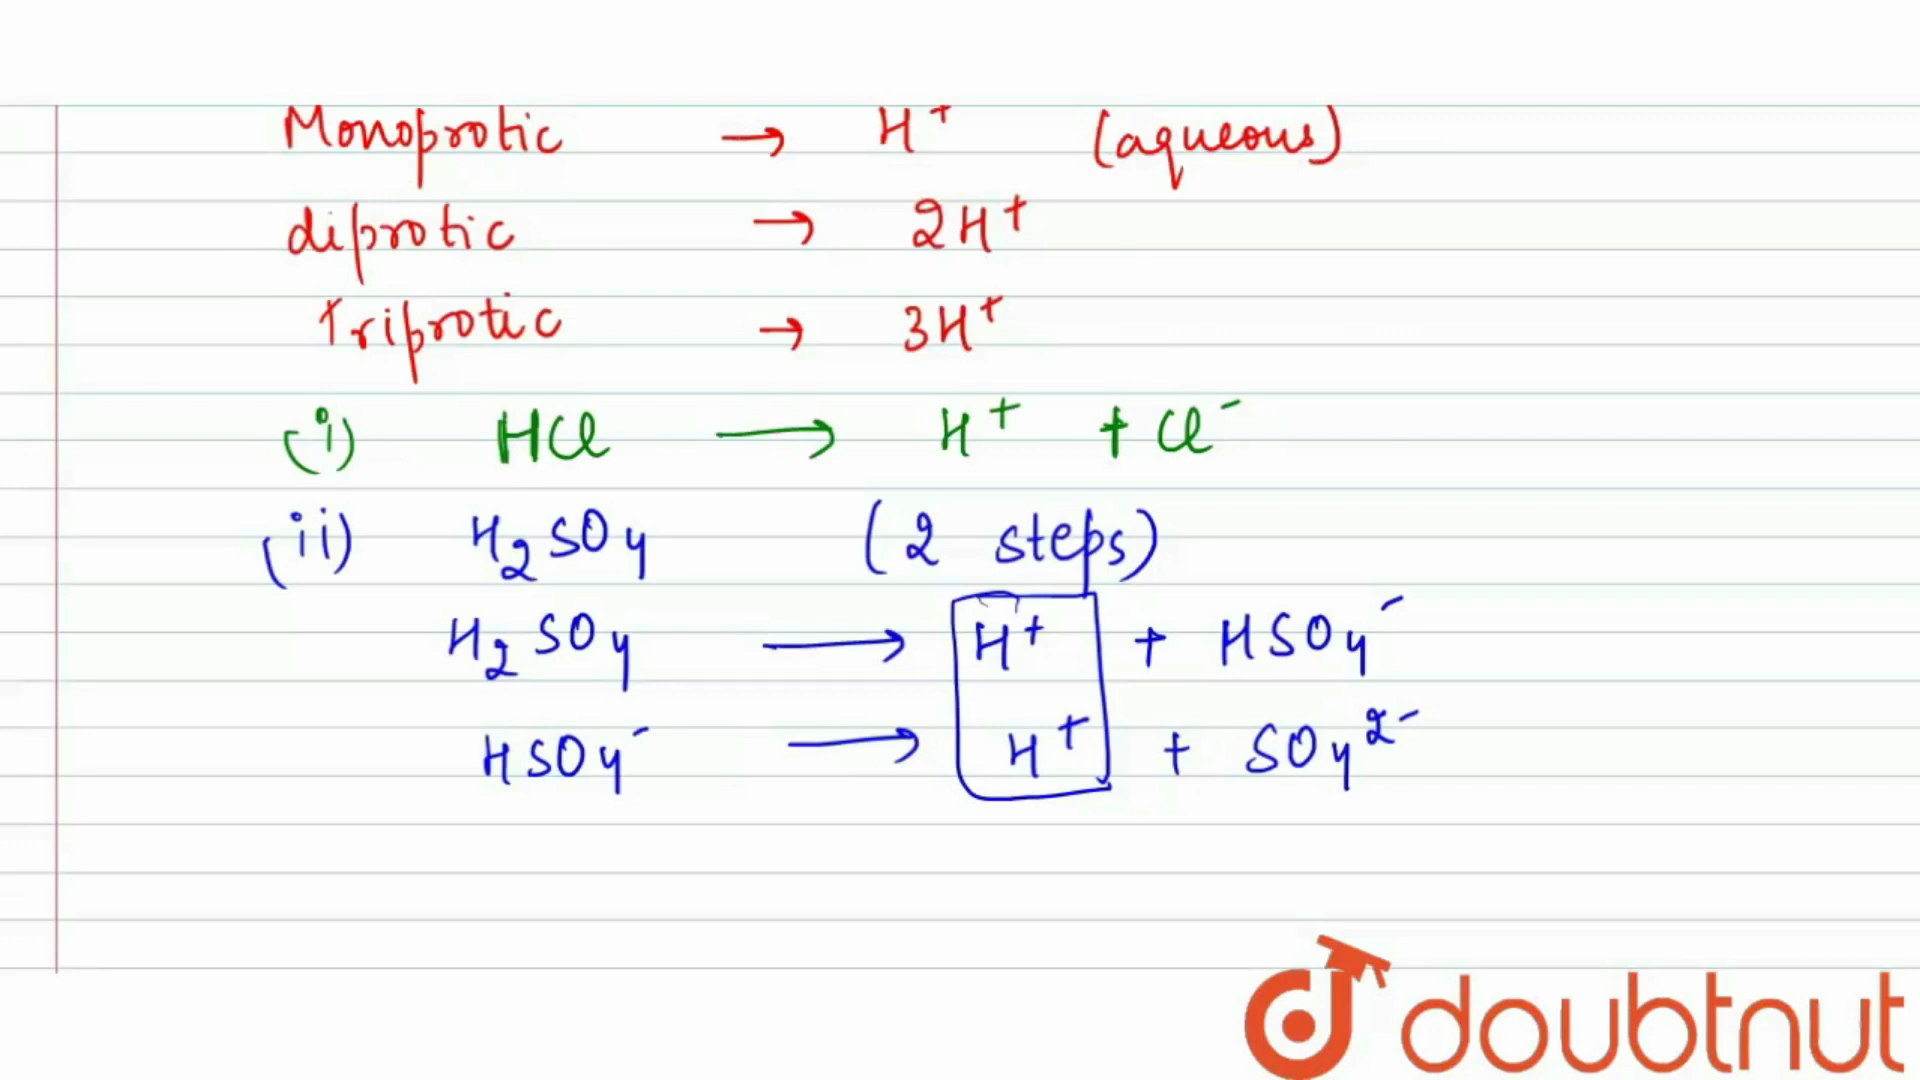 Monoprotic → H⁺ (aqueous)
diprotic → 2H⁺
Triprotic → 3H⁺
(i) HCl ⟶ H⁺ + Cl⁻
(ii) H₂SO₄ (2 steps)
H₂SO₄ ⟶ H⁺ + HSO₄⁻
HSO₄⁻ ⟶ H⁺ + SO₄²⁻
doubtnut